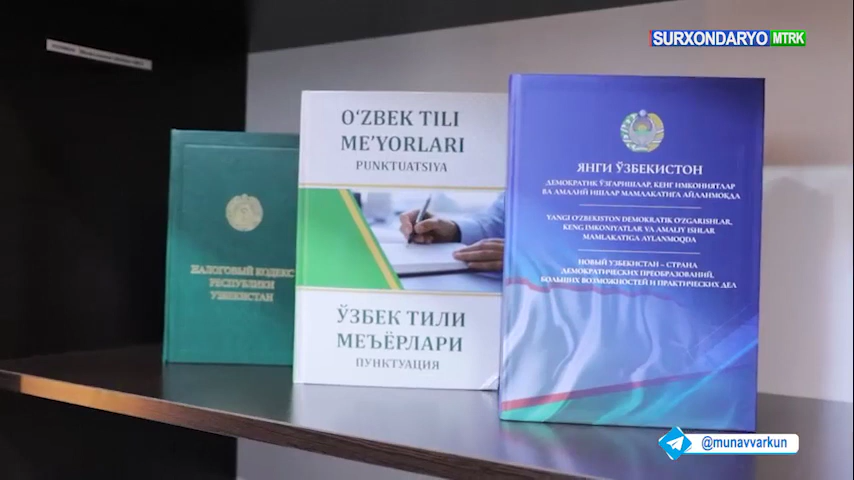 SURXONDARYO MTRK
НАЛОГОВЫЙ КОДЕКС
РЕСПУБЛИКИ
УЗБЕКИСТАН
O‘ZBEK TILI
ME’YORLARI
PUNKTUATSIYA
ЎЗБЕК ТИЛИ
МЕЪЁРЛАРИ
ПУНКТУАЦИЯ
ЯНГИ ЎЗБЕКИСТОН
ДЕМОКРАТИК ЎЗГАРИШЛАР, КЕНГ ИМКОНИЯТЛАР
ВА АМАЛИЙ ИШЛАР МАМЛАКАТИГА АЙЛАНМОҚДА
YANGI O‘ZBEKISTON DEMOKRATIK O‘ZGARISHLAR,
KENG IMKONIYATLAR VA AMALIY ISHLAR
MAMLAKATIGA AYLANMOQDA
НОВЫЙ УЗБЕКИСТАН – СТРАНА
ДЕМОКРАТИЧЕСКИХ ПРЕОБРАЗОВАНИЙ,
БОЛЬШИХ ВОЗМОЖНОСТЕЙ И ПРАКТИЧЕСКИХ ДЕЛ
@munavvarkun